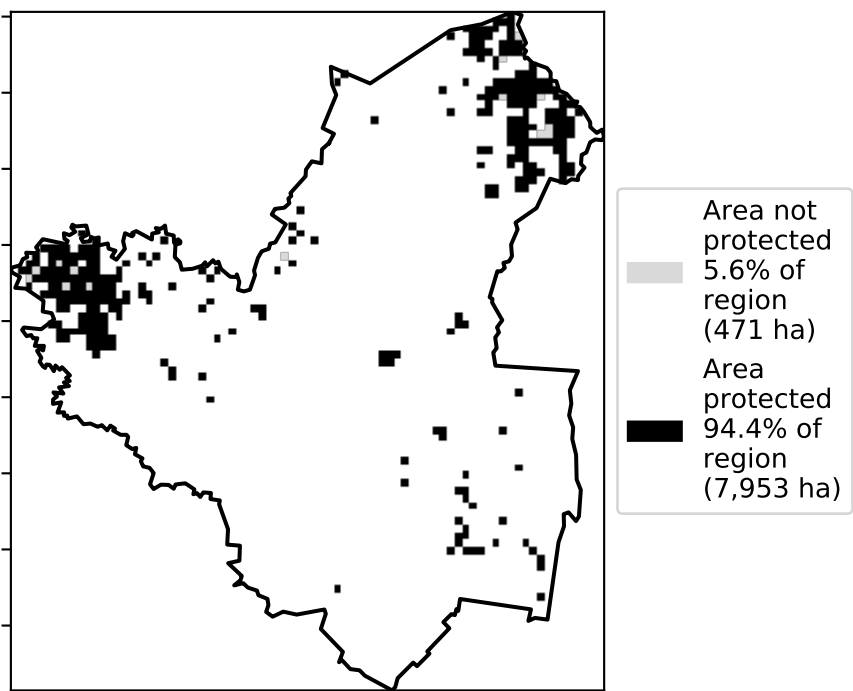 Area not
protected
5.6% of
region
(471 ha)
Area
protected
94.4% of
region
(7,953 ha)